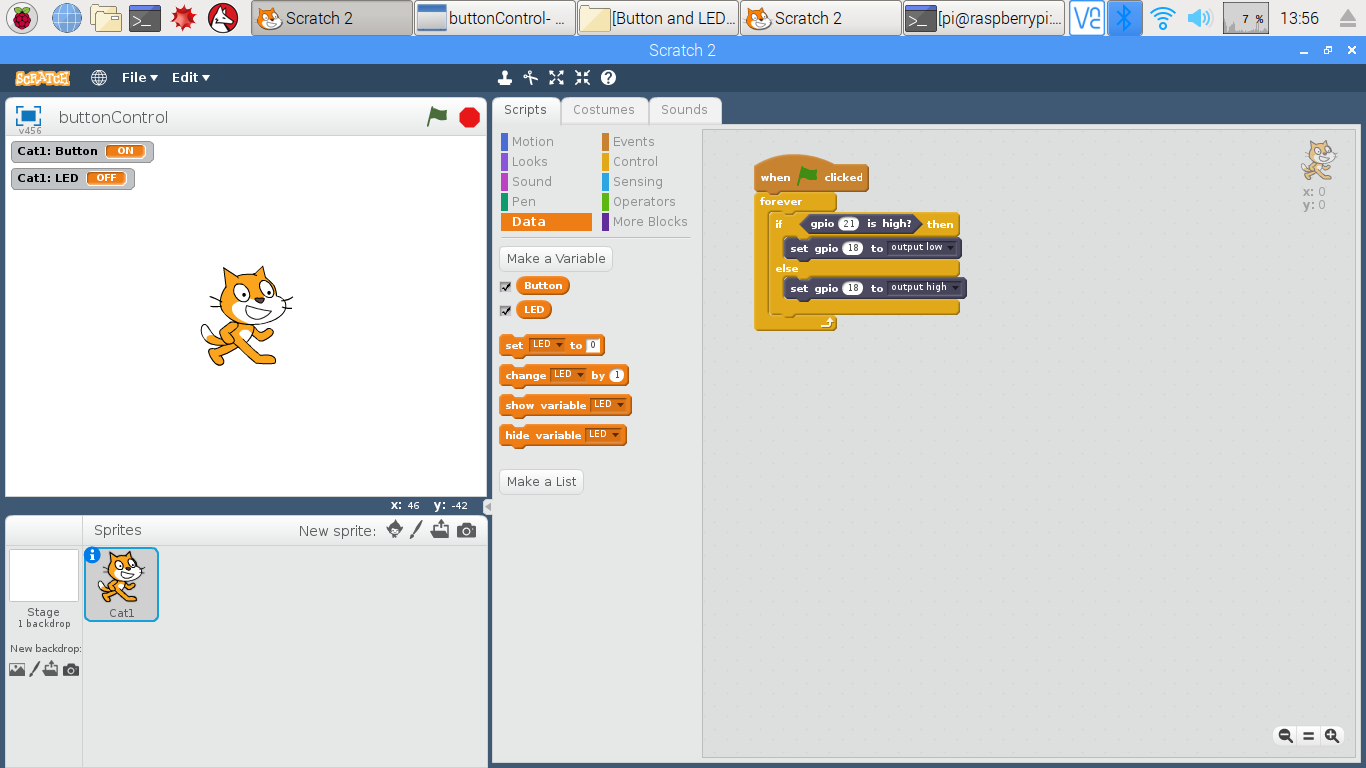 Scratch 2
buttonControl- ...
[Button and LED...
Scratch 2
[pi@raspberrypi:...
V2
7 %
13:56
Scratch 2
SCRATCH
File
Edit
v456
buttonControl
Cat1: Button ON
Cat1: LED OFF
x: 46 y: -42
Sprites
New sprite:
Stage
1 backdrop
New backdrop:
Cat1
Scripts
Costumes
Sounds
Motion
Events
Looks
Control
Sound
Sensing
Pen
Operators
Data
More Blocks
Make a Variable
Button
LED
set LED to 0
change LED by 1
show variable LED
hide variable LED
Make a List
when clicked
forever
if gpio 21 is high? then
set gpio 18 to output low
else
set gpio 18 to output high
x: 0
y: 0